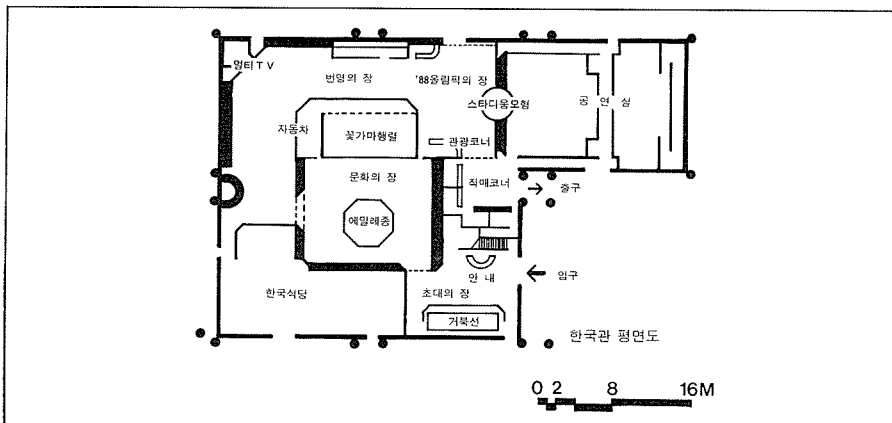 멀티TV
번영의 장
'88올림픽의 장
스타디움모형
공 연 실
자동차
꽃가마행렬
관광코너
문화의 장
직매코너
출구
에밀레종
안 내
입구
한국식당
초대의 장
거북선
한국관 평면도
0 2 8 16M